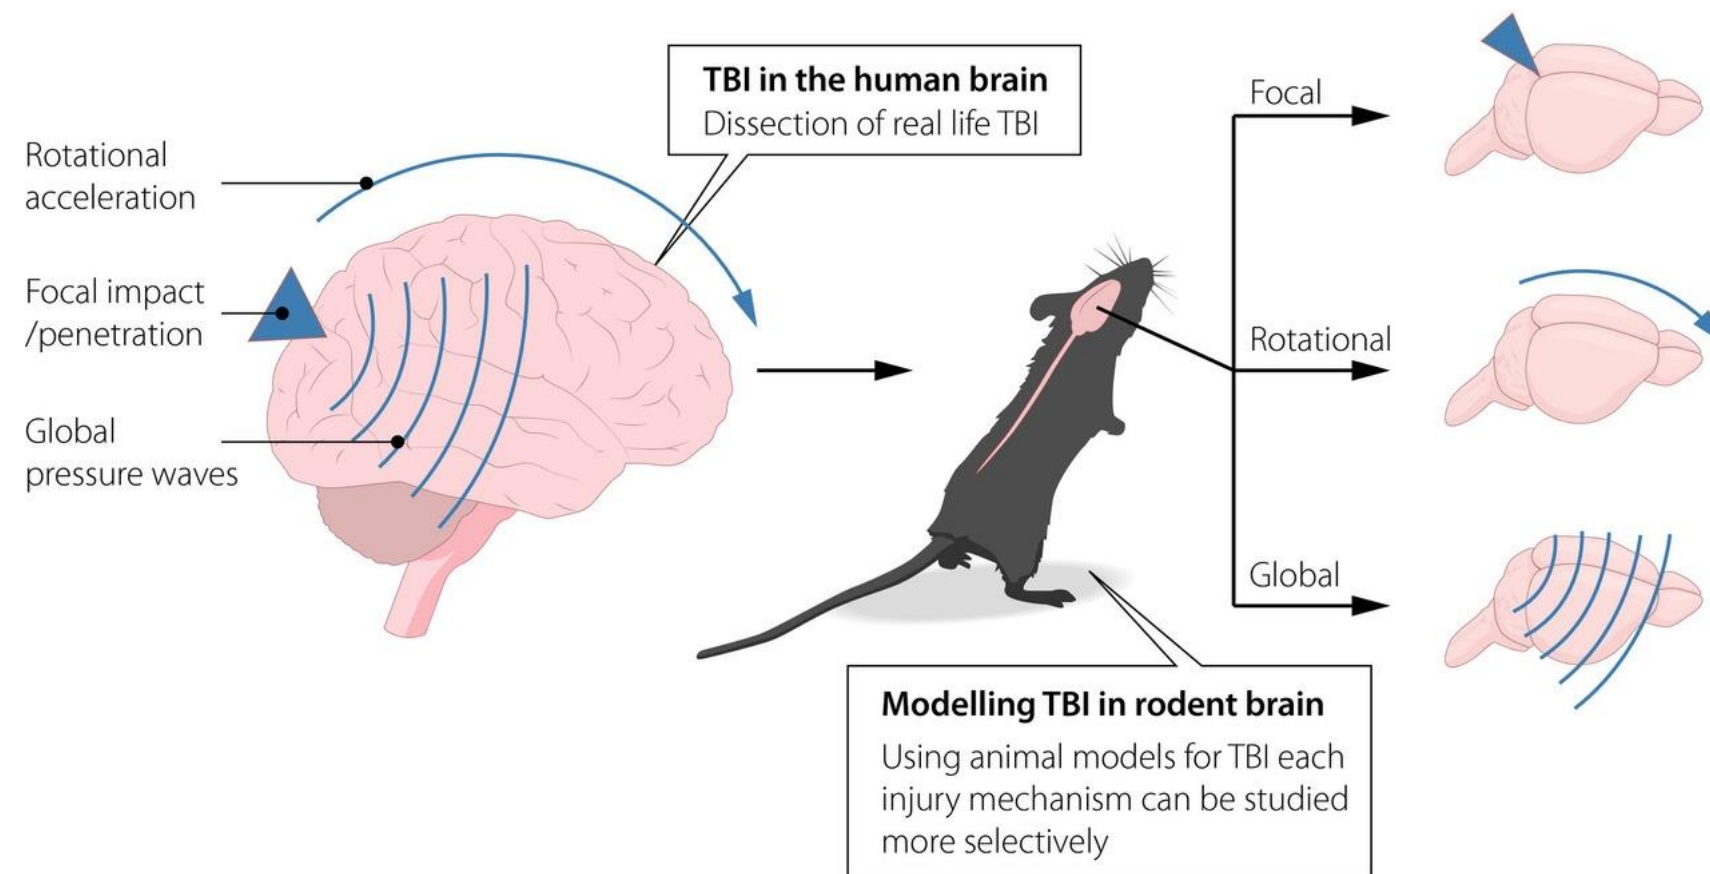 TBI in the human brain
Dissection of real life TBI
Rotational
acceleration
Focal impact
/penetration
Global
pressure waves
Focal
Rotational
Global
Modelling TBI in rodent brain
Using animal models for TBI each
injury mechanism can be studied
more selectively